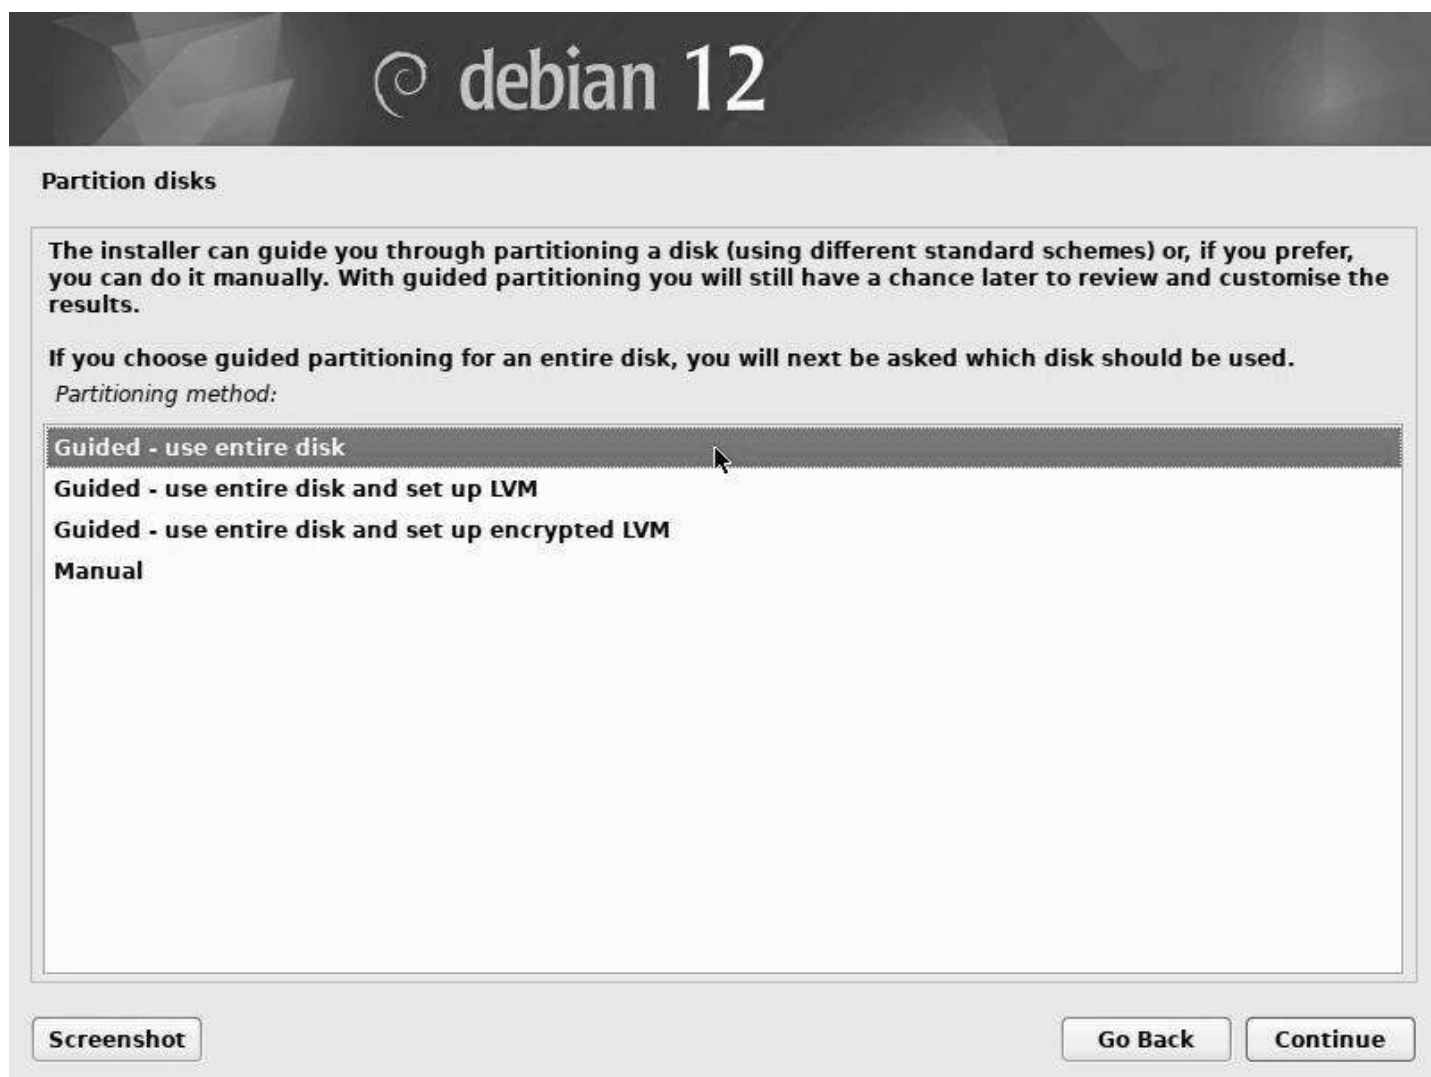 debian 12
Partition disks
The installer can guide you through partitioning a disk (using different standard schemes) or, if you prefer,
you can do it manually. With guided partitioning you will still have a chance later to review and customise the
results.
If you choose guided partitioning for an entire disk, you will next be asked which disk should be used.
Partitioning method:
Guided - use entire disk
Guided - use entire disk and set up LVM
Guided - use entire disk and set up encrypted LVM
Manual
Screenshot
Go Back
Continue